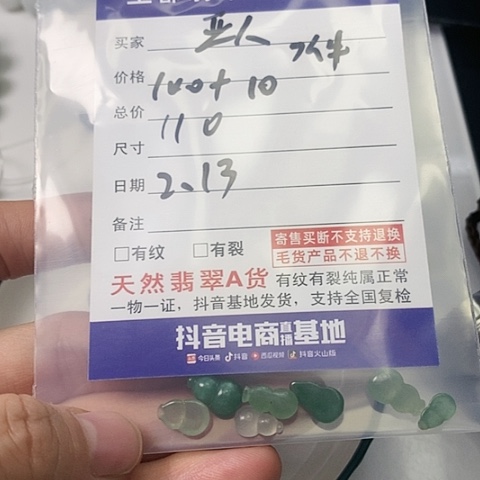 买家 亚人 7件
价格 100+10
总价 110
尺寸
日期 2.13
备注
□有纹 □有裂
寄售买断不支持退换
毛货产品不退不换
天然翡翠A货 有纹有裂纯属正常
一物一证，抖音基地发货，支持全国复检
抖音电商直播基地
今日头条 抖音 西瓜视频 抖音火山版